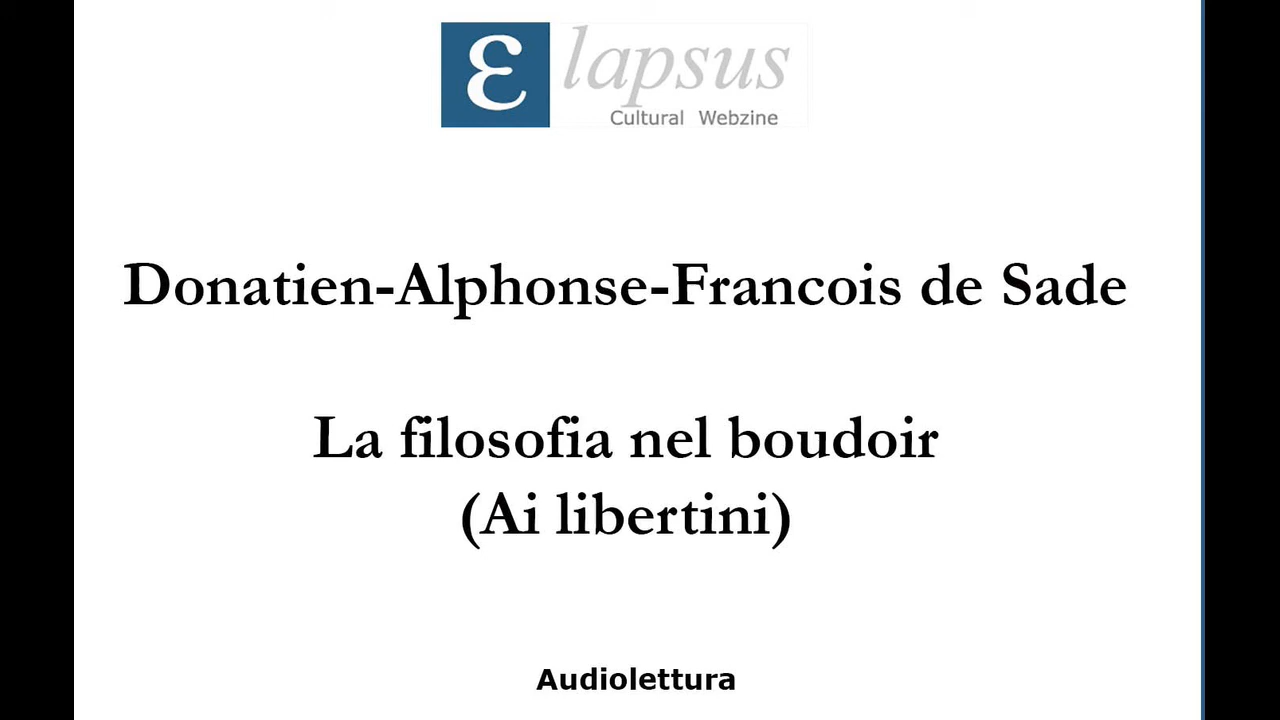 ε lapsus
Cultural Webzine
Donatien-Alphonse-Francois de Sade
La filosofia nel boudoir
(Ai libertini)
Audiolettura